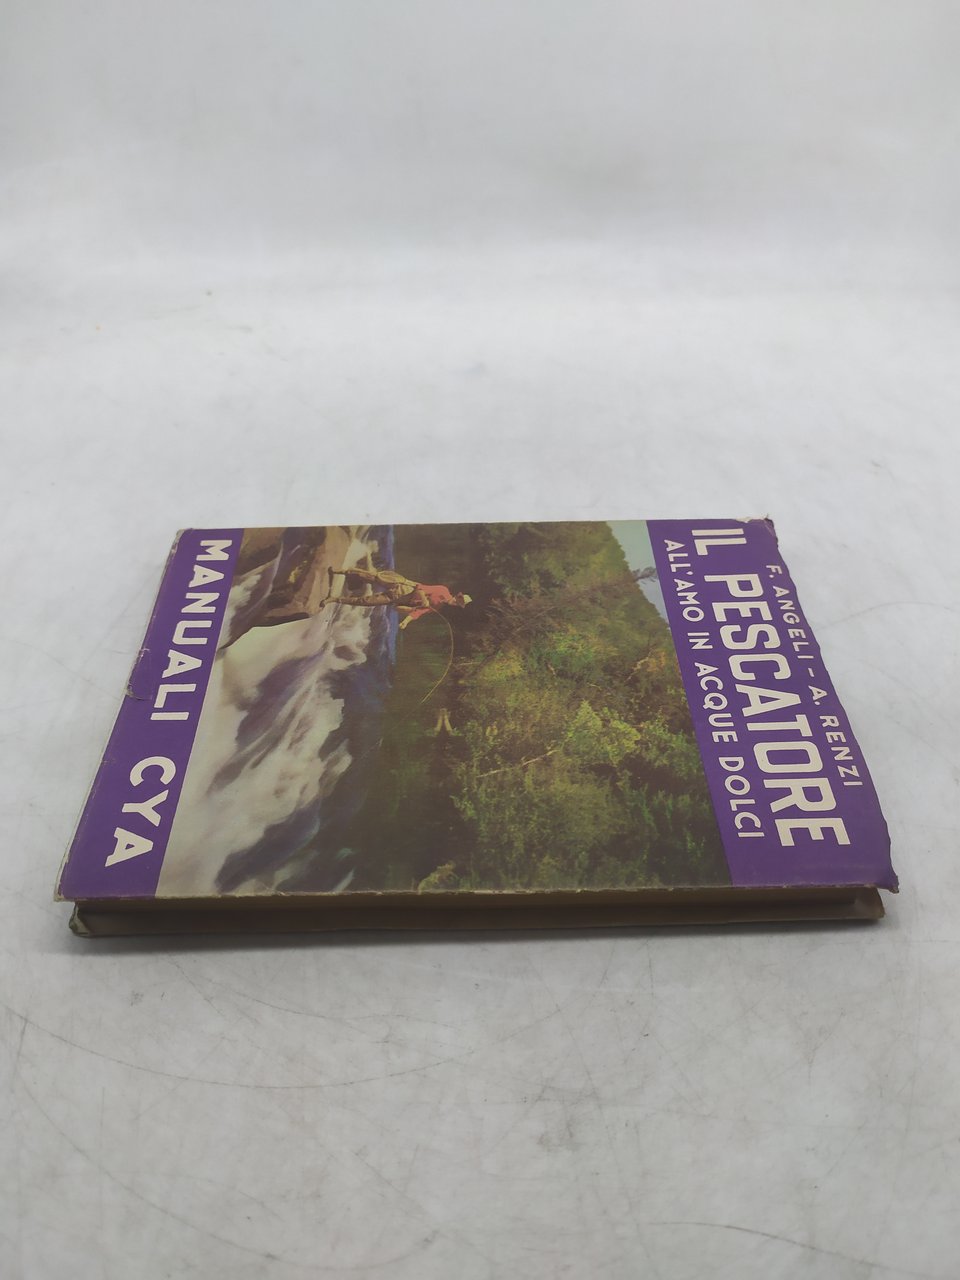 F. ANGELI - A. RENZI
IL PESCATORE
ALL'AMO IN ACQUE DOLCI
MANUALI CYA